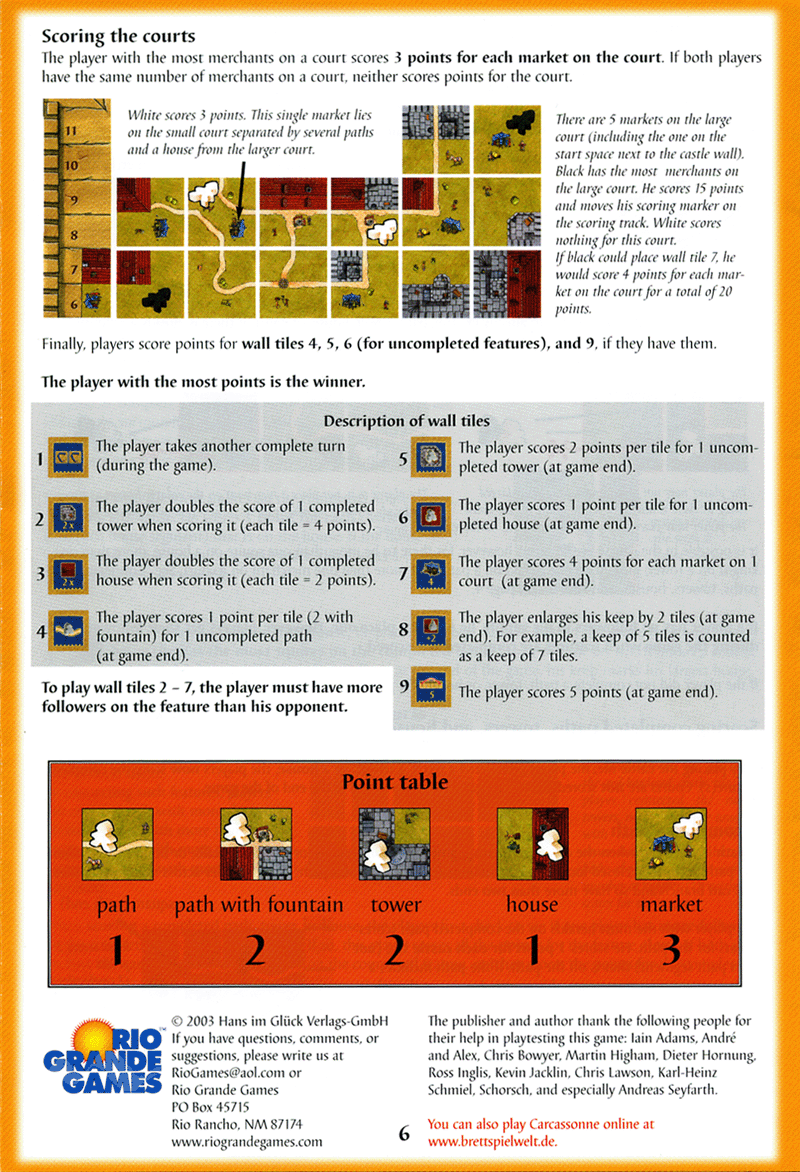 Scoring the courts
The player with the most merchants on a court scores 3 points for each market on the court. If both players
have the same number of merchants on a court, neither scores points for the court.
11
10
9
8
7
6
White scores 3 points. This single market lies
on the small court separated by several paths
and a house from the larger court.
There are 5 markets on the large
court (including the one on the
start space next to the castle wall).
Black has the most merchants on
the large court. He scores 15 points
and moves his scoring marker on
the scoring track. White scores
nothing for this court.
If black could place wall tile 7, he
would score 4 points for each mar-
ket on the court for a total of 20
points.
Finally, players score points for wall tiles 4, 5, 6 (for uncompleted features), and 9, if they have them.
The player with the most points is the winner.
Description of wall tiles
1
The player takes another complete turn
(during the game).
2
2x
The player doubles the score of 1 completed
tower when scoring it (each tile = 4 points).
3
2x
The player doubles the score of 1 completed
house when scoring it (each tile = 2 points).
4
The player scores 1 point per tile (2 with
fountain) for 1 uncompleted path
(at game end).
To play wall tiles 2 – 7, the player must have more
followers on the feature than his opponent.
5
The player scores 2 points per tile for 1 uncom-
pleted tower (at game end).
6
The player scores 1 point per tile for 1 uncom-
pleted house (at game end).
7
4
The player scores 4 points for each market on 1
court (at game end).
8
+2
The player enlarges his keep by 2 tiles (at game
end). For example, a keep of 5 tiles is counted
as a keep of 7 tiles.
9
5
The player scores 5 points (at game end).
Point table
path path with fountain tower house market
1 2 2 1 3
RIO
GRANDE
GAMES
™
© 2003 Hans im Glück Verlags-GmbH
If you have questions, comments, or
suggestions, please write us at
RioGames@aol.com or
Rio Grande Games
PO Box 45715
Rio Rancho, NM 87174
www.riograndegames.com
The publisher and author thank the following people for
their help in playtesting this game: Iain Adams, André
and Alex, Chris Bowyer, Martin Higham, Dieter Hornung,
Ross Inglis, Kevin Jacklin, Chris Lawson, Karl-Heinz
Schmiel, Schorsch, and especially Andreas Seyfarth.
6
You can also play Carcassonne online at
www.brettspielwelt.de.